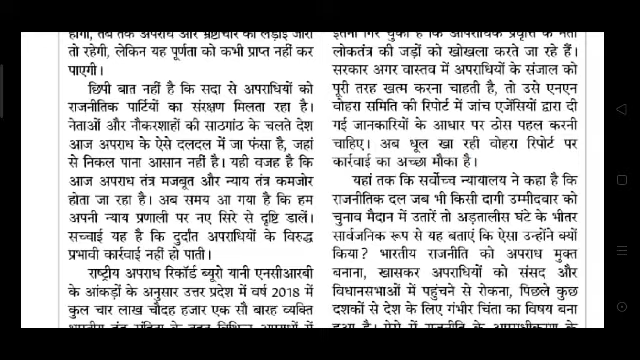 होगी, तब तक अपराध और भ्रष्टाचार की लड़ाई जारी
तो रहेगी, लेकिन यह पूर्णता को कभी प्राप्त नहीं कर
पाएगी।
छिपी बात नहीं है कि सदा से अपराधियों को
राजनीतिक पार्टियों का संरक्षण मिलता रहा है।
नेताओं और नौकरशाहों की साठगांठ के चलते देश
आज अपराध के ऐसे दलदल में जा फंसा है, जहां
से निकल पाना आसान नहीं है। यही वजह है कि
आज अपराध तंत्र मजबूत और न्याय तंत्र कमजोर
होता जा रहा है। अब समय आ गया है कि हम
अपनी न्याय प्रणाली पर नए सिरे से दृष्टि डालें।
सच्चाई यह है कि दुर्दांत अपराधियों के विरुद्ध
प्रभावी कार्रवाई नहीं हो पाती।
राष्ट्रीय अपराध रिकॉर्ड ब्यूरो यानी एनसीआरबी
के आंकड़ों के अनुसार उत्तर प्रदेश में वर्ष 2018 में
कुल चार लाख चौदह हजार एक सौ बारह व्यक्ति
भारतीय दंड संहिता के तहत विभिन्न अपराधों में
इतना गिर चुका है कि आपराधिक प्रवृत्ति के नेता
लोकतंत्र की जड़ों को खोखला करते जा रहे हैं।
सरकार अगर वास्तव में अपराधियों के संजाल को
पूरी तरह खत्म करना चाहती है, तो उसे एनएन
वोहरा समिति की रिपोर्ट में जांच एजेंसियों द्वारा दी
गई जानकारियों के आधार पर ठोस पहल करनी
चाहिए। अब धूल खा रही वोहरा रिपोर्ट पर
कार्रवाई का अच्छा मौका है।
यहां तक कि सर्वोच्च न्यायालय ने कहा है कि
राजनीतिक दल जब भी किसी दागी उम्मीदवार को
चुनाव मैदान में उतारें तो अड़तालीस घंटे के भीतर
सार्वजनिक रूप से यह बताएं कि ऐसा उन्होंने क्यों
किया? भारतीय राजनीति को अपराध मुक्त
बनाना, खासकर अपराधियों को संसद और
विधानसभाओं में पहुंचने से रोकना, पिछले कुछ
दशकों से देश के लिए गंभीर चिंता का विषय बना
हुआ है। ऐसे में राजनीति के अपराधीकरण के